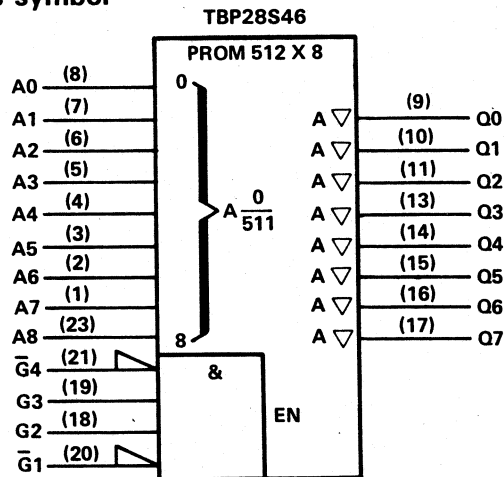 symbol
TBP28S46
PROM 512 X 8
A0 (8) 0
A1 (7)
A2 (6)
A3 (5)
A4 (4)
A5 (3)
A6 (2)
A7 (1)
A8 (23) 8
A 0/511
A ▽ (9) Q0
A ▽ (10) Q1
A ▽ (11) Q2
A ▽ (13) Q3
A ▽ (14) Q4
A ▽ (15) Q5
A ▽ (16) Q6
A ▽ (17) Q7
G̅4 (21)
G3 (19)
G2 (18)
G̅1 (20)
&
EN